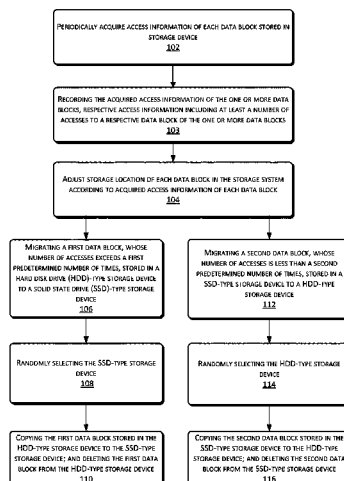 PERIODICALLY ACQUIRE ACCESS INFORMATION OF EACH DATA BLOCK STORED IN
STORAGE DEVICE
102
RECORDING THE ACQUIRED ACCESS INFORMATION OF THE ONE OR MORE DATA
BLOCKS, RESPECTIVE ACCESS INFORMATION INCLUDING AT LEAST A NUMBER OF
ACCESSES TO A RESPECTIVE DATA BLOCK OF THE ONE OR MORE DATA BLOCKS
103
ADJUST STORAGE LOCATION OF EACH DATA BLOCK IN THE STORAGE SYSTEM
ACCORDING TO ACQUIRED ACCESS INFORMATION OF EACH DATA BLOCK
104
MIGRATING A FIRST DATA BLOCK, WHOSE
NUMBER OF ACCESSES EXCEEDS A FIRST
PREDETERMINED NUMBER OF TIMES, STORED IN A
HARD DISK DRIVE (HDD)-TYPE STORAGE DEVICE
TO A SOLID STATE DRIVE (SSD)-TYPE STORAGE
DEVICE
106
RANDOMLY SELECTING THE SSD-TYPE STORAGE
DEVICE
108
COPYING THE FIRST DATA BLOCK STORED IN THE
HDD-TYPE STORAGE DEVICE TO THE SSD-TYPE
STORAGE DEVICE; AND DELETING THE FIRST DATA
BLOCK FROM THE HDD-TYPE STORAGE DEVICE
110
MIGRATING A SECOND DATA BLOCK, WHOSE
NUMBER OF ACCESSES IS LESS THAN A SECOND
PREDETERMINED NUMBER OF TIMES, STORED IN A
SSD-TYPE STORAGE DEVICE TO A HDD-TYPE
STORAGE DEVICE
112
RANDOMLY SELECTING THE HDD-TYPE STORAGE
DEVICE
114
COPYING THE SECOND DATA BLOCK STORED IN THE
SSD-TYPE STORAGE DEVICE TO THE HDD-TYPE
STORAGE DEVICE; AND DELETING THE SECOND DATA
BLOCK FROM THE SSD-TYPE STORAGE DEVICE
116